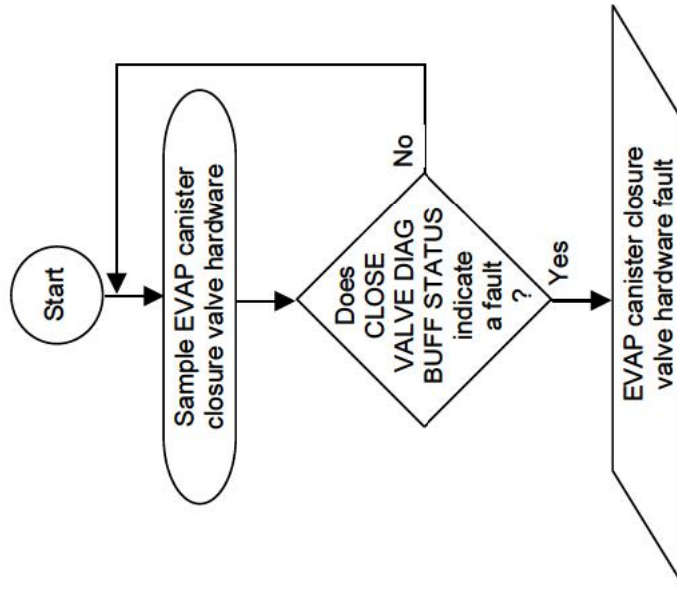 Start
Sample EVAP canister
closure valve hardware
Does
CLOSE
VALVE DIAG
BUFF STATUS
indicate
a fault
?
No
Yes
EVAP canister closure
valve hardware fault